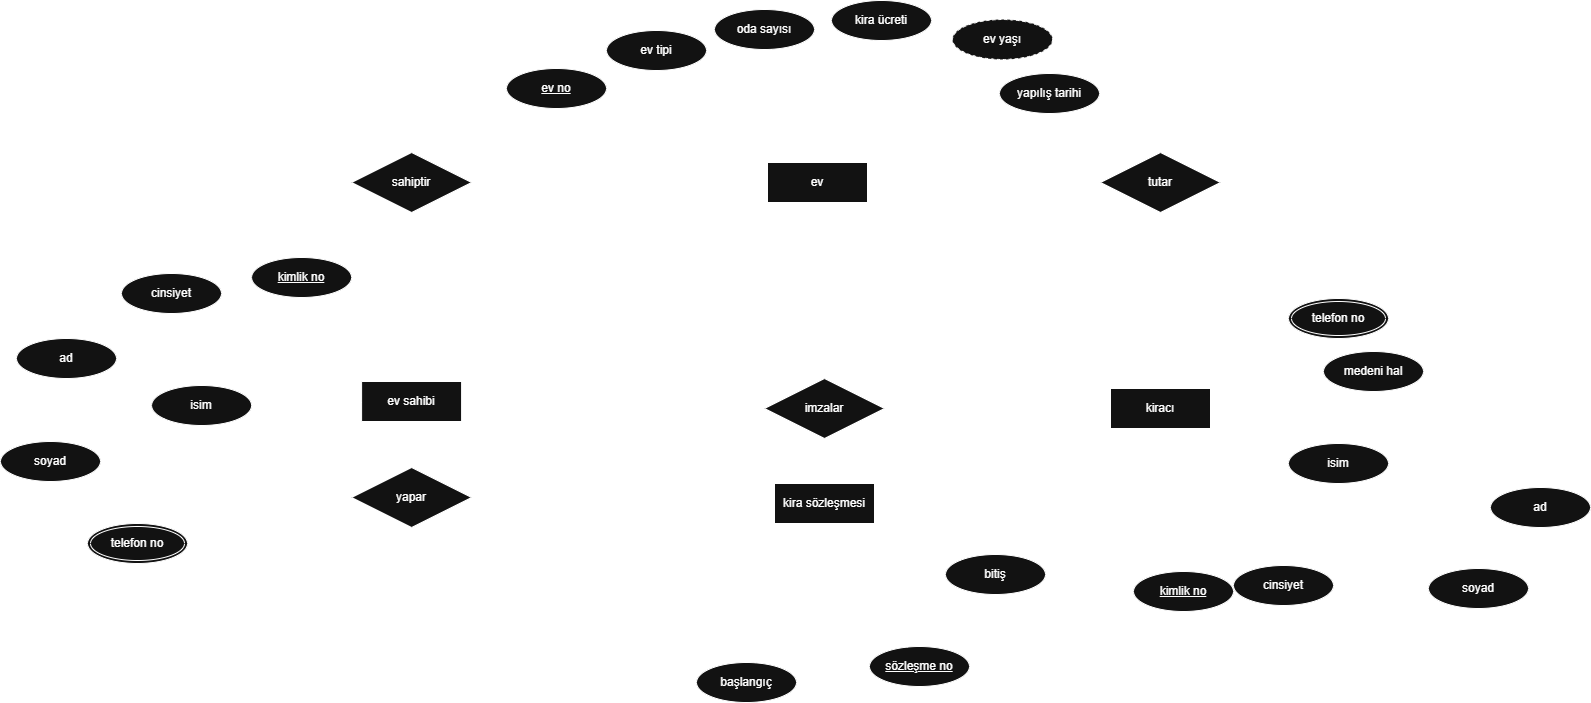 kira ücreti
oda sayısı
ev yaşı
ev tipi
ev no
yapılış tarihi
sahiptir
ev
tutar
kimlik no
cinsiyet
telefon no
ad
medeni hal
isim
ev sahibi
imzalar
kiracı
soyad
isim
yapar
kira sözleşmesi
ad
telefon no
bitiş
kimlik no
cinsiyet
soyad
sözleşme no
başlangıç